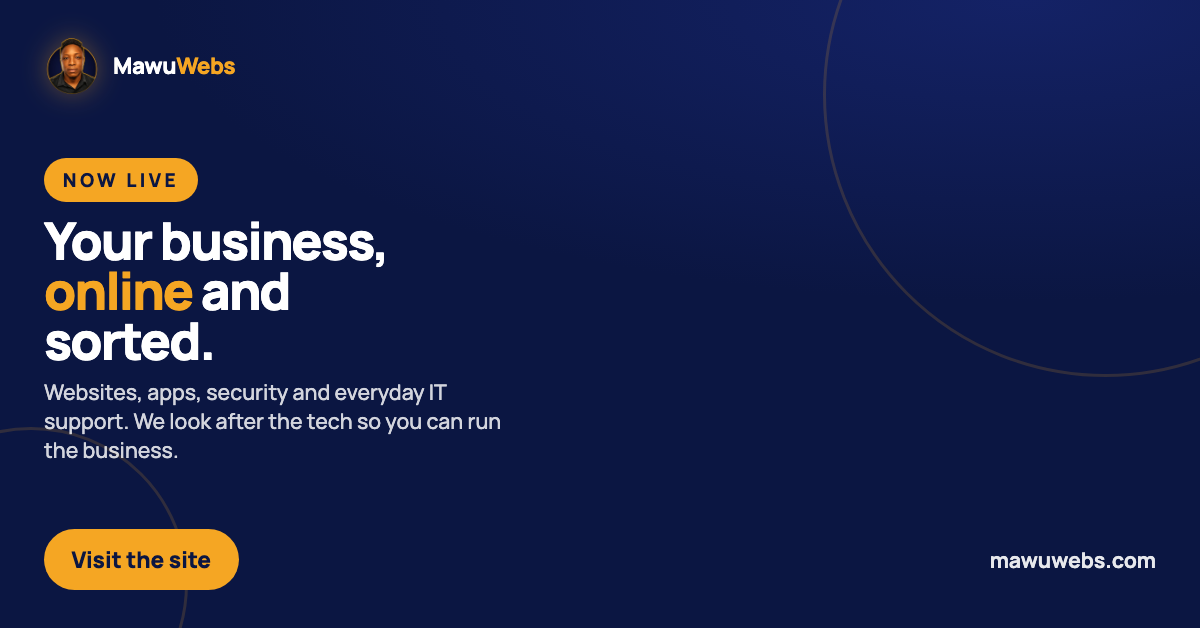 MawuWebs
NOW LIVE
Your business,
online and
sorted.
Websites, apps, security and everyday IT
support. We look after the tech so you can run
the business.
Visit the site
mawuwebs.com